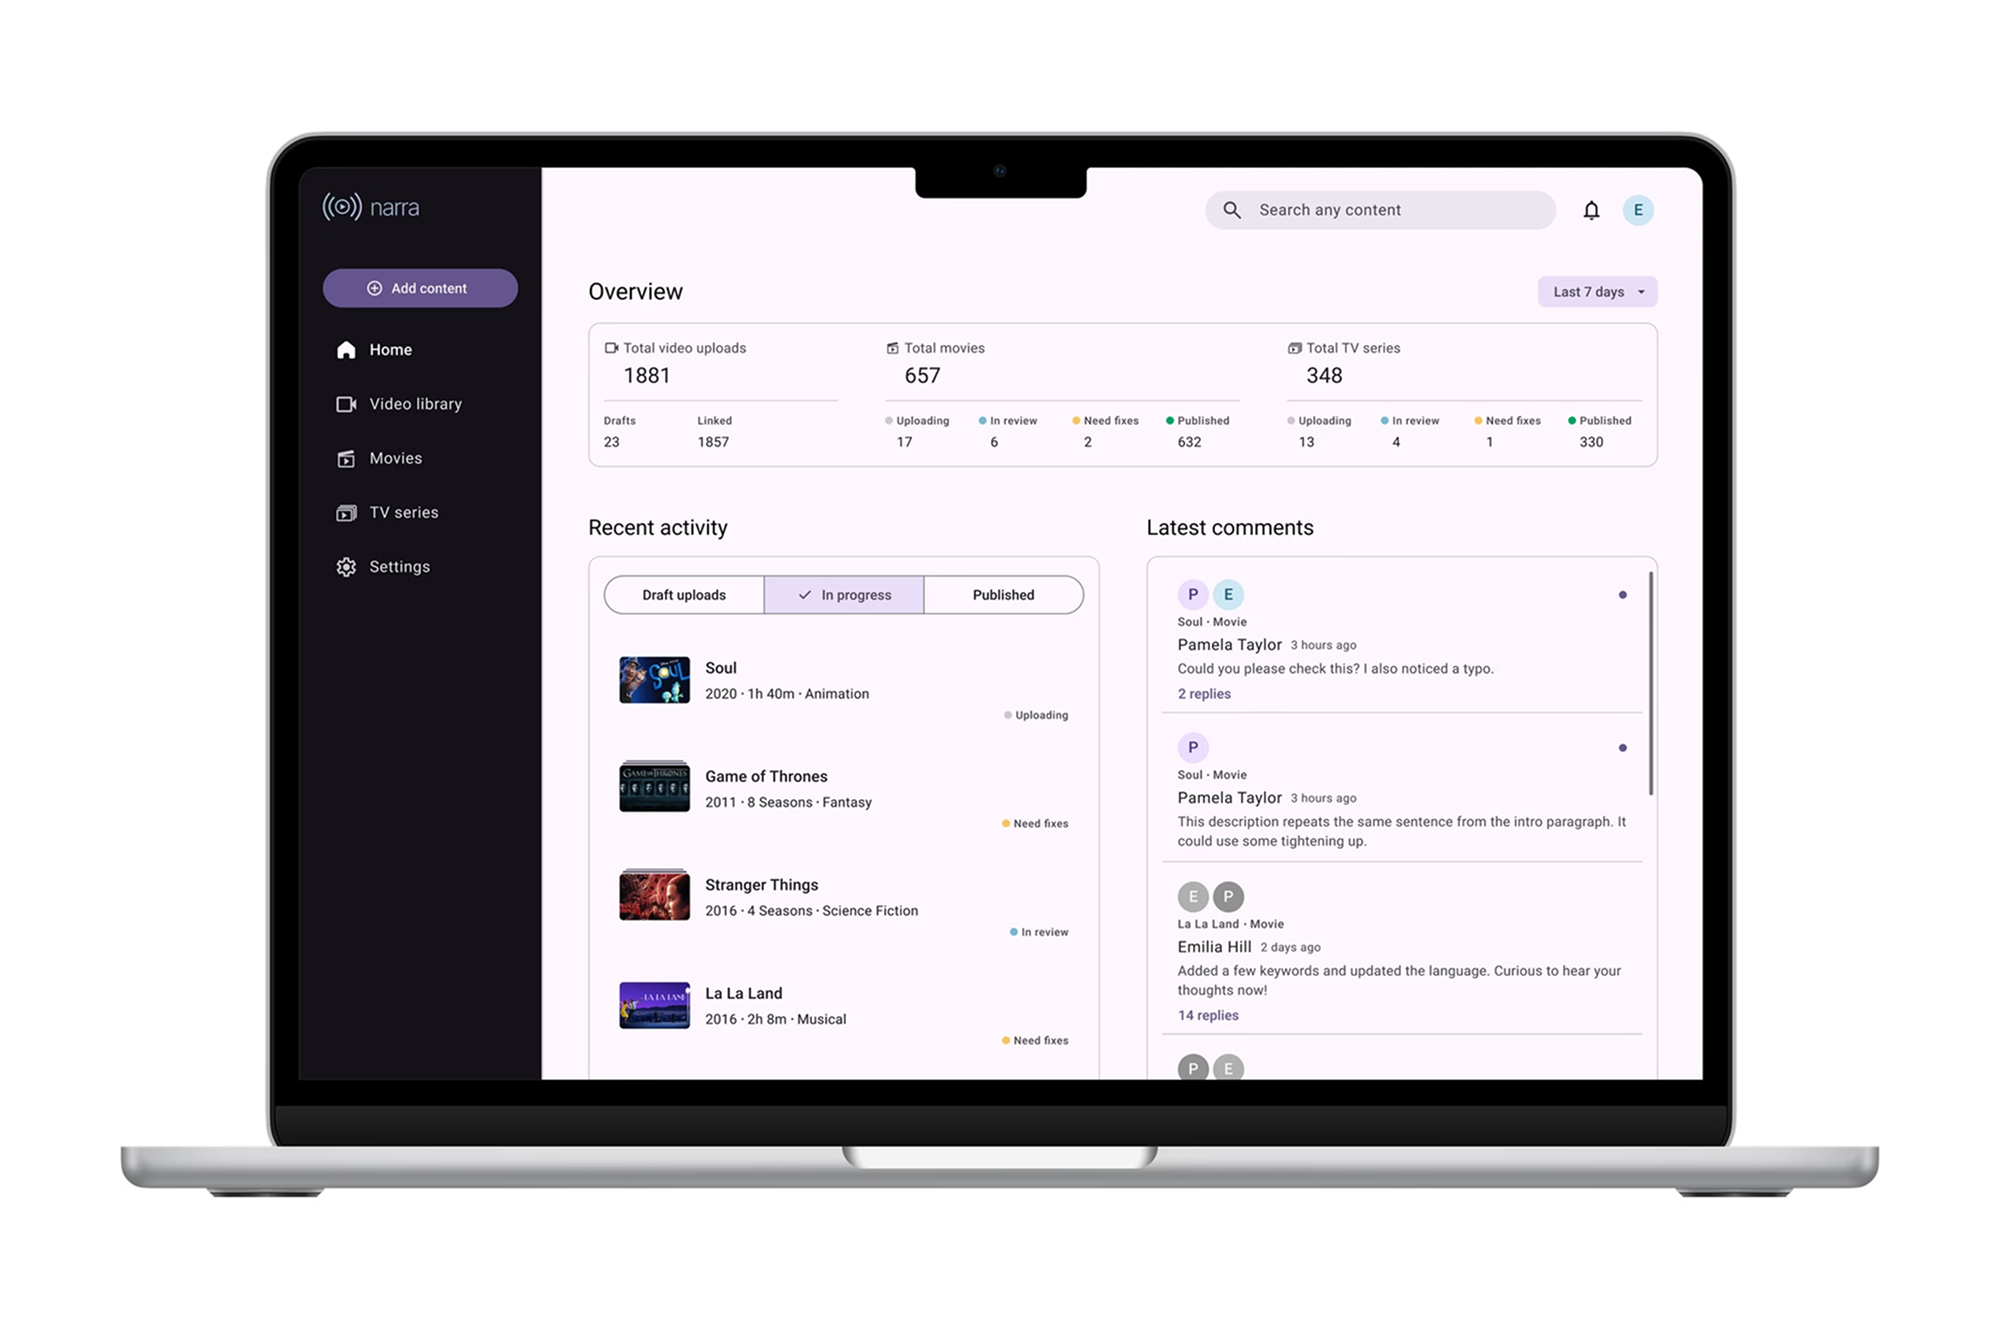 narra
Search any content
E
Add content
Home
Video library
Movies
TV series
Settings
Overview
Last 7 days
Total video uploads
1881
Drafts Linked
23 1857
Total movies
657
Uploading In review Need fixes Published
17 6 2 632
Total TV series
348
Uploading In review Need fixes Published
13 4 1 330
Recent activity
Draft uploads In progress Published
SOUL
Soul
2020 · 1h 40m · Animation
Uploading
GAME OF THRONES
Game of Thrones
2011 · 8 Seasons · Fantasy
Need fixes
Stranger Things
2016 · 4 Seasons · Science Fiction
In review
LA LA LAND
La La Land
2016 · 2h 8m · Musical
Need fixes
Latest comments
P E
Soul · Movie
Pamela Taylor 3 hours ago
Could you please check this? I also noticed a typo.
2 replies
P
Soul · Movie
Pamela Taylor 3 hours ago
This description repeats the same sentence from the intro paragraph. It
could use some tightening up.
E P
La La Land · Movie
Emilia Hill 2 days ago
Added a few keywords and updated the language. Curious to hear your
thoughts now!
14 replies
P E